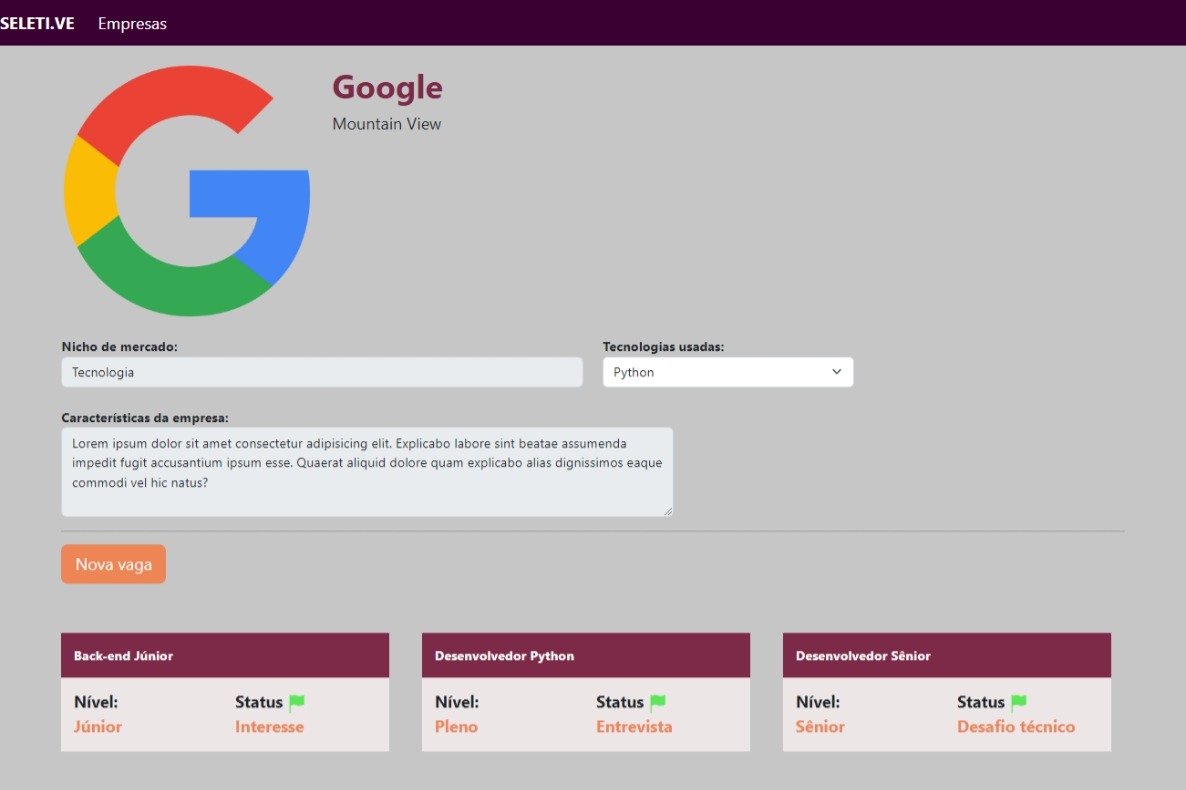 SELETI.VE Empresas
Google
Mountain View
Nicho de mercado: Tecnologias usadas:
Tecnologia Python
Características da empresa:
Lorem ipsum dolor sit amet consectetur adipisicing elit. Explicabo labore sint beatae assumenda
impedit fugit accusantium ipsum esse. Quaerat aliquid dolore quam explicabo alias dignissimos eaque
commodi vel hic natus?
Nova vaga
Back-end Júnior
Nível: Status
Júnior Interesse
Desenvolvedor Python
Nível: Status
Pleno Entrevista
Desenvolvedor Sênior
Nível: Status
Sênior Desafio técnico